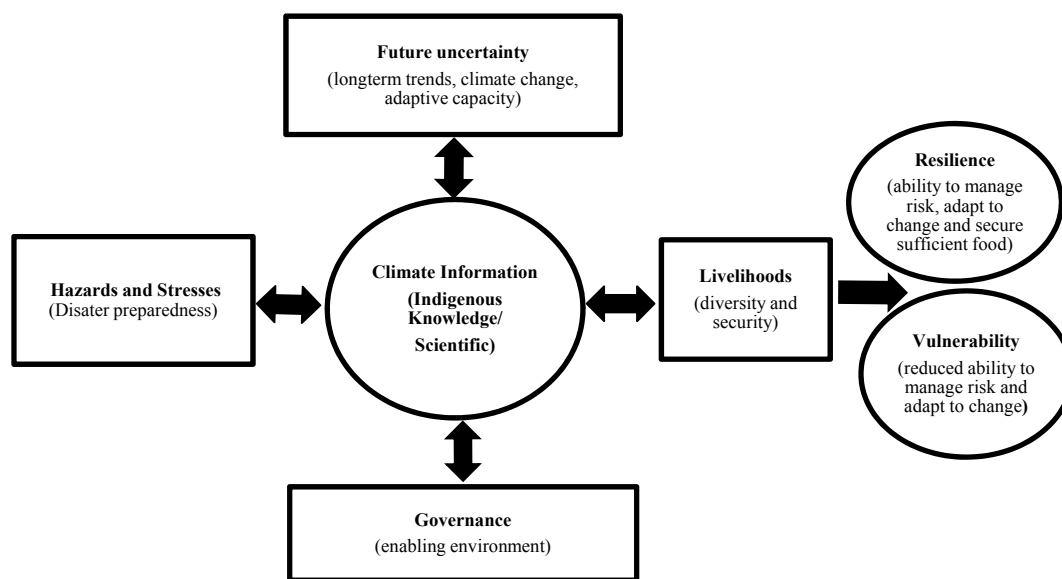 Future uncertainty
(longterm trends, climate change,
adaptive capacity)
Resilience
(ability to manage
risk, adapt to
change and secure
sufficient food)
Hazards and Stresses
(Disater preparedness)
Climate Information
(Indigenous
Knowledge/
Scientific)
Livelihoods
(diversity and
security)
Vulnerability
(reduced ability to
manage risk and
adapt to change)
Governance
(enabling environment)